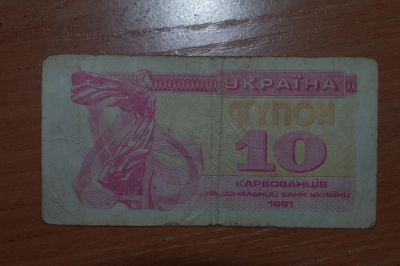 УКРАЇНА
КУПОН
10
КАРБОВАНЦІВ
НАЦІОНАЛЬНИЙ БАНК УКРАЇНИ
1991